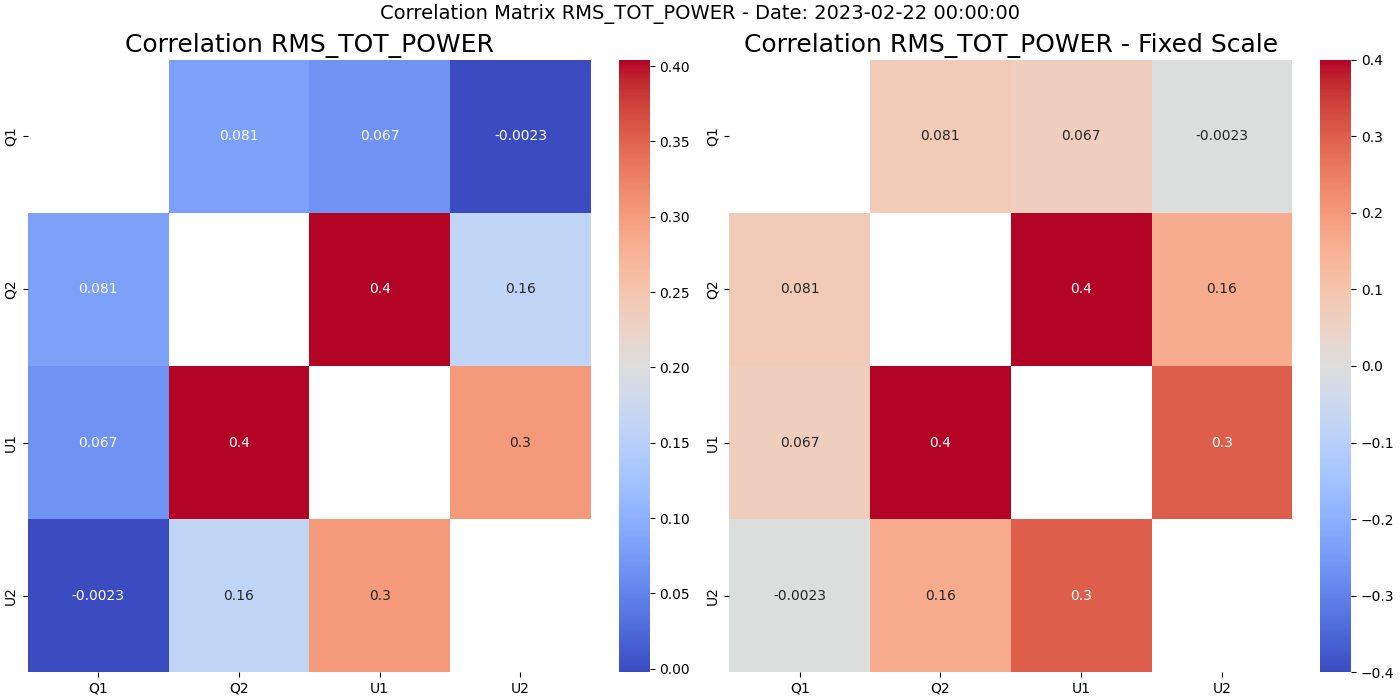 Correlation Matrix RMS_TOT_POWER - Date: 2023-02-22 00:00:00
Correlation RMS_TOT_POWER
Q1
0.081 0.067 -0.0023
Q2
0.081 0.4 0.16
U1
0.067 0.4 0.3
U2
-0.0023 0.16 0.3
Q1 Q2 U1 U2
0.40
0.35
0.30
0.25
0.20
0.15
0.10
0.05
0.00
Correlation RMS_TOT_POWER - Fixed Scale
Q1
0.081 0.067 -0.0023
Q2
0.081 0.4 0.16
U1
0.067 0.4 0.3
U2
-0.0023 0.16 0.3
Q1 Q2 U1 U2
0.4
0.3
0.2
0.1
0.0
−0.1
−0.2
−0.3
−0.4